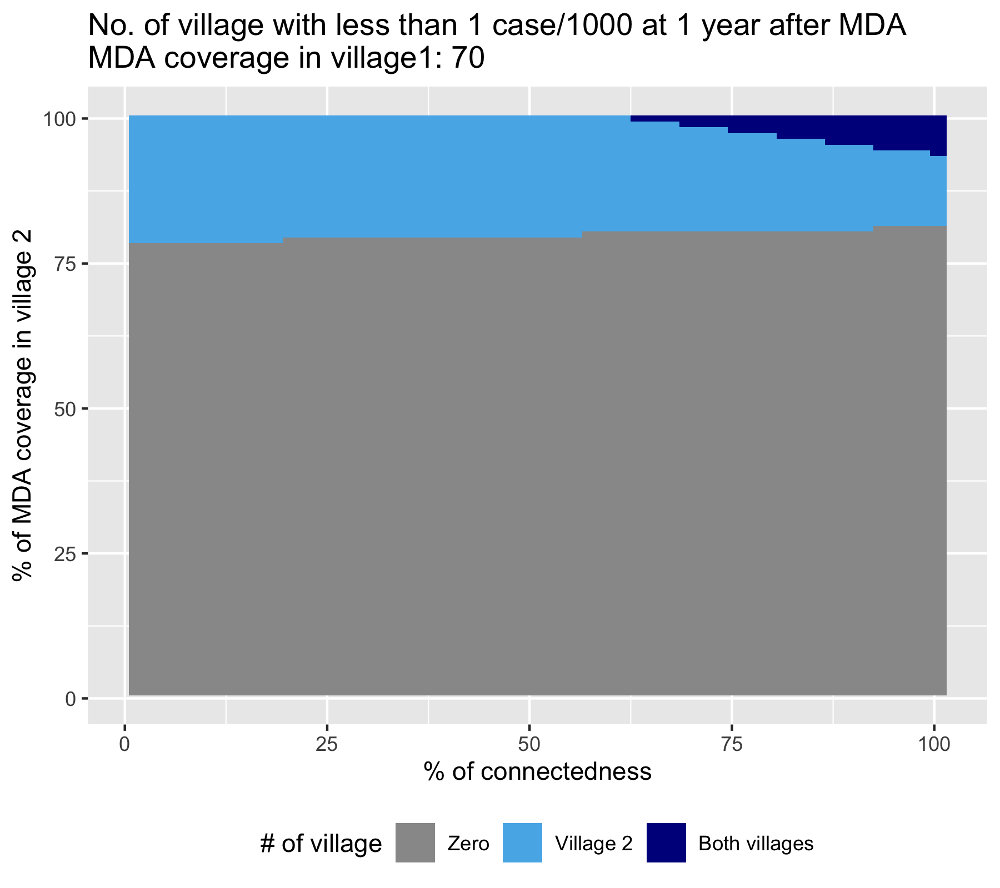 No. of village with less than 1 case/1000 at 1 year after MDA
MDA coverage in village1: 70
% of MDA coverage in village 2
100
75
50
25
0
0 25 50 75 100
% of connectedness
# of village Zero Village 2 Both villages